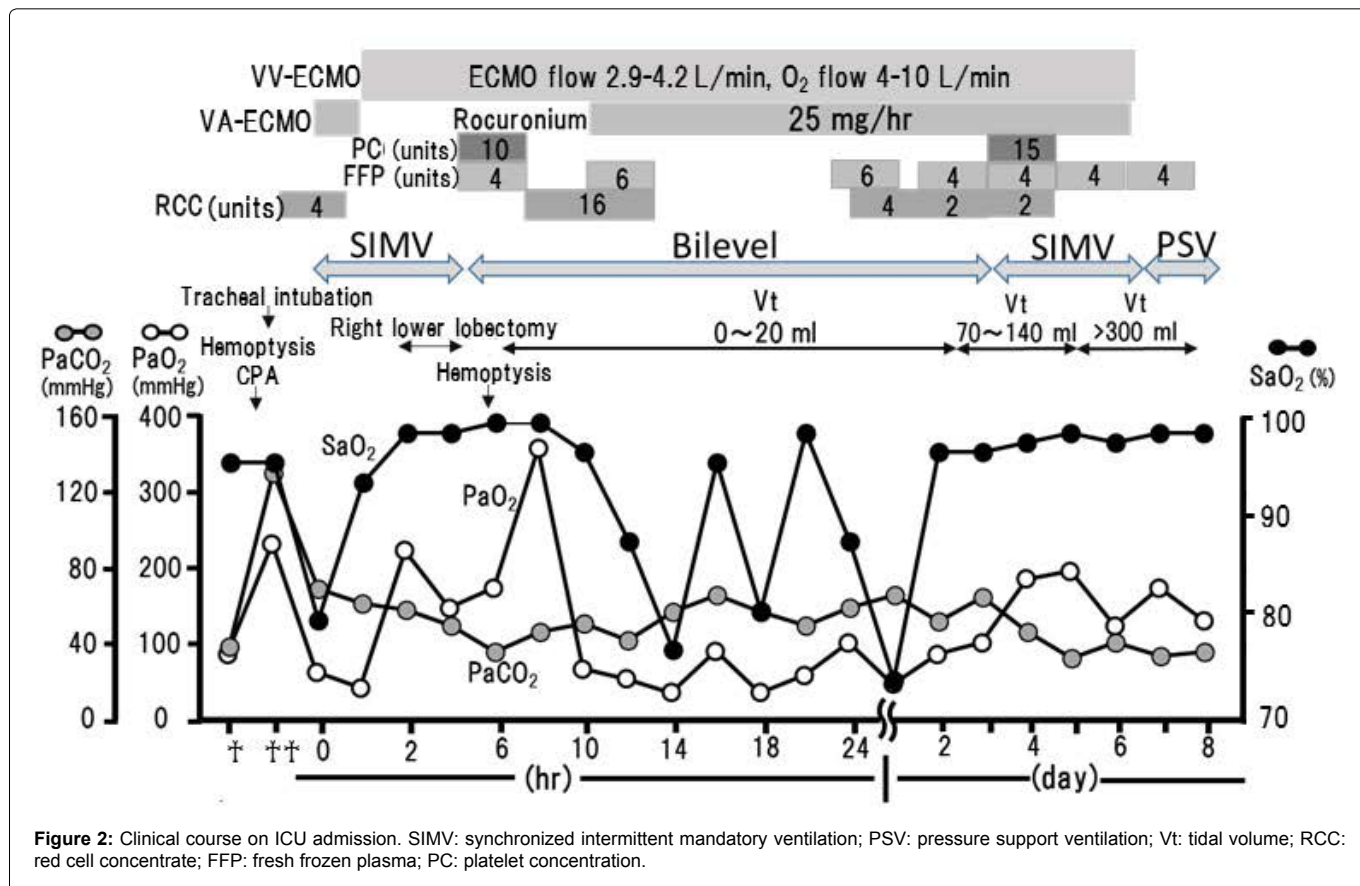 VV-ECMO ECMO flow 2.9-4.2 L/min, O₂ flow 4-10 L/min
VA-ECMO Rocuronium 25 mg/hr
PC (units) 10 15
FFP (units) 4 6 6 4 4 4 4
RCC (units) 4 16 4 2 2
SIMV Bilevel SIMV PSV
Tracheal intubation
Hemoptysis
CPA
Right lower lobectomy
Hemoptysis
Vt
0～20 ml
Vt
70～140 ml
Vt
>300 ml
PaCO₂
(mmHg)
PaO₂
(mmHg)
SaO₂ (%)
160 400 100
120 300 90
80 200 80
40 100
0 0 70
SaO₂
PaO₂
PaCO₂
† †† 0 2 6 10 14 18 24 2 4 6 8
(hr) (day)
Figure 2: Clinical course on ICU admission. SIMV: synchronized intermittent mandatory ventilation; PSV: pressure support ventilation; Vt: tidal volume; RCC:
red cell concentrate; FFP: fresh frozen plasma; PC: platelet concentration.